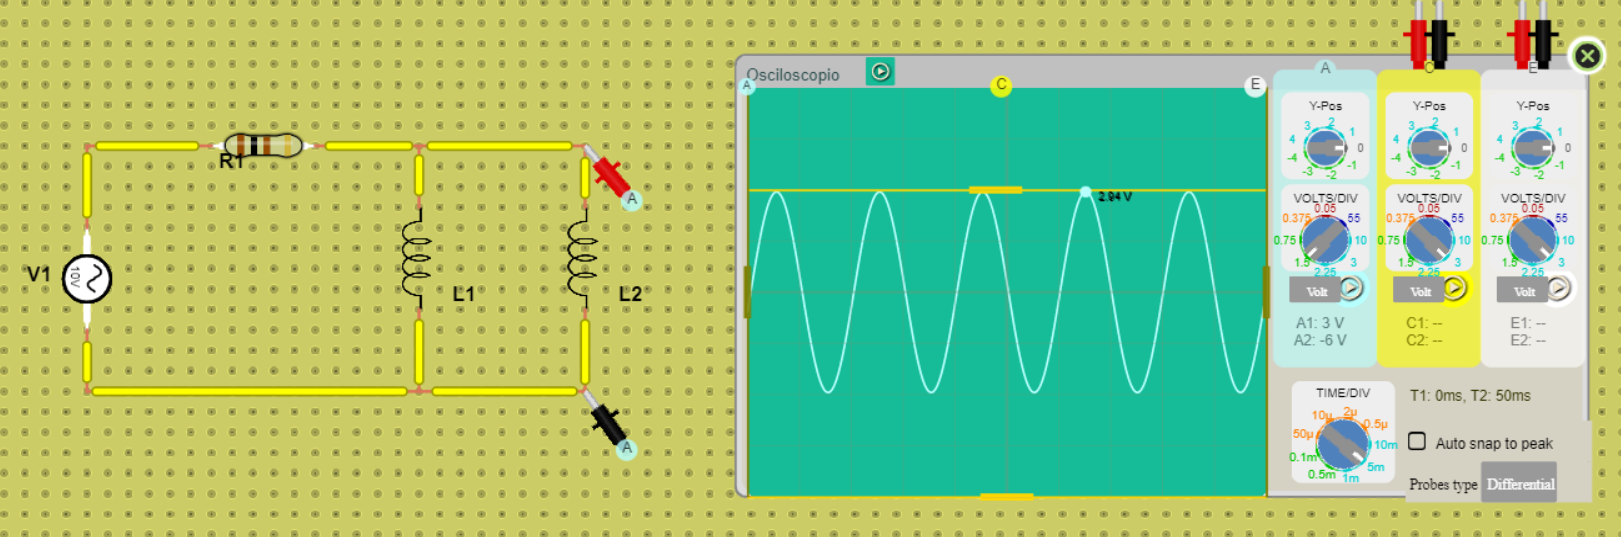 Osciloscopio
A
C
E
A
C
E
R1
V1
10V
L1
L2
A
A
2.94 V
Y-Pos
4 3 2 1 0 -1 -2 -3 -4
Y-Pos
4 3 2 1 0 -1 -2 -3 -4
Y-Pos
4 3 2 1 0 -1 -2 -3 -4
VOLTS/DIV
0.05 0.375 55 0.75 10 1.5 2.25 3
VOLTS/DIV
0.05 0.375 55 0.75 10 1.5 2.25 3
VOLTS/DIV
0.05 0.375 55 0.75 10 1.5 2.25 3
Volt
Volt
Volt
A1: 3 V
A2: -6 V
C1: --
C2: --
E1: --
E2: --
TIME/DIV
10µ 2µ 0.5µ 50µ 10m 0.1m 5m 0.5m 1m
T1: 0ms, T2: 50ms
Auto snap to peak
Probes type Differential